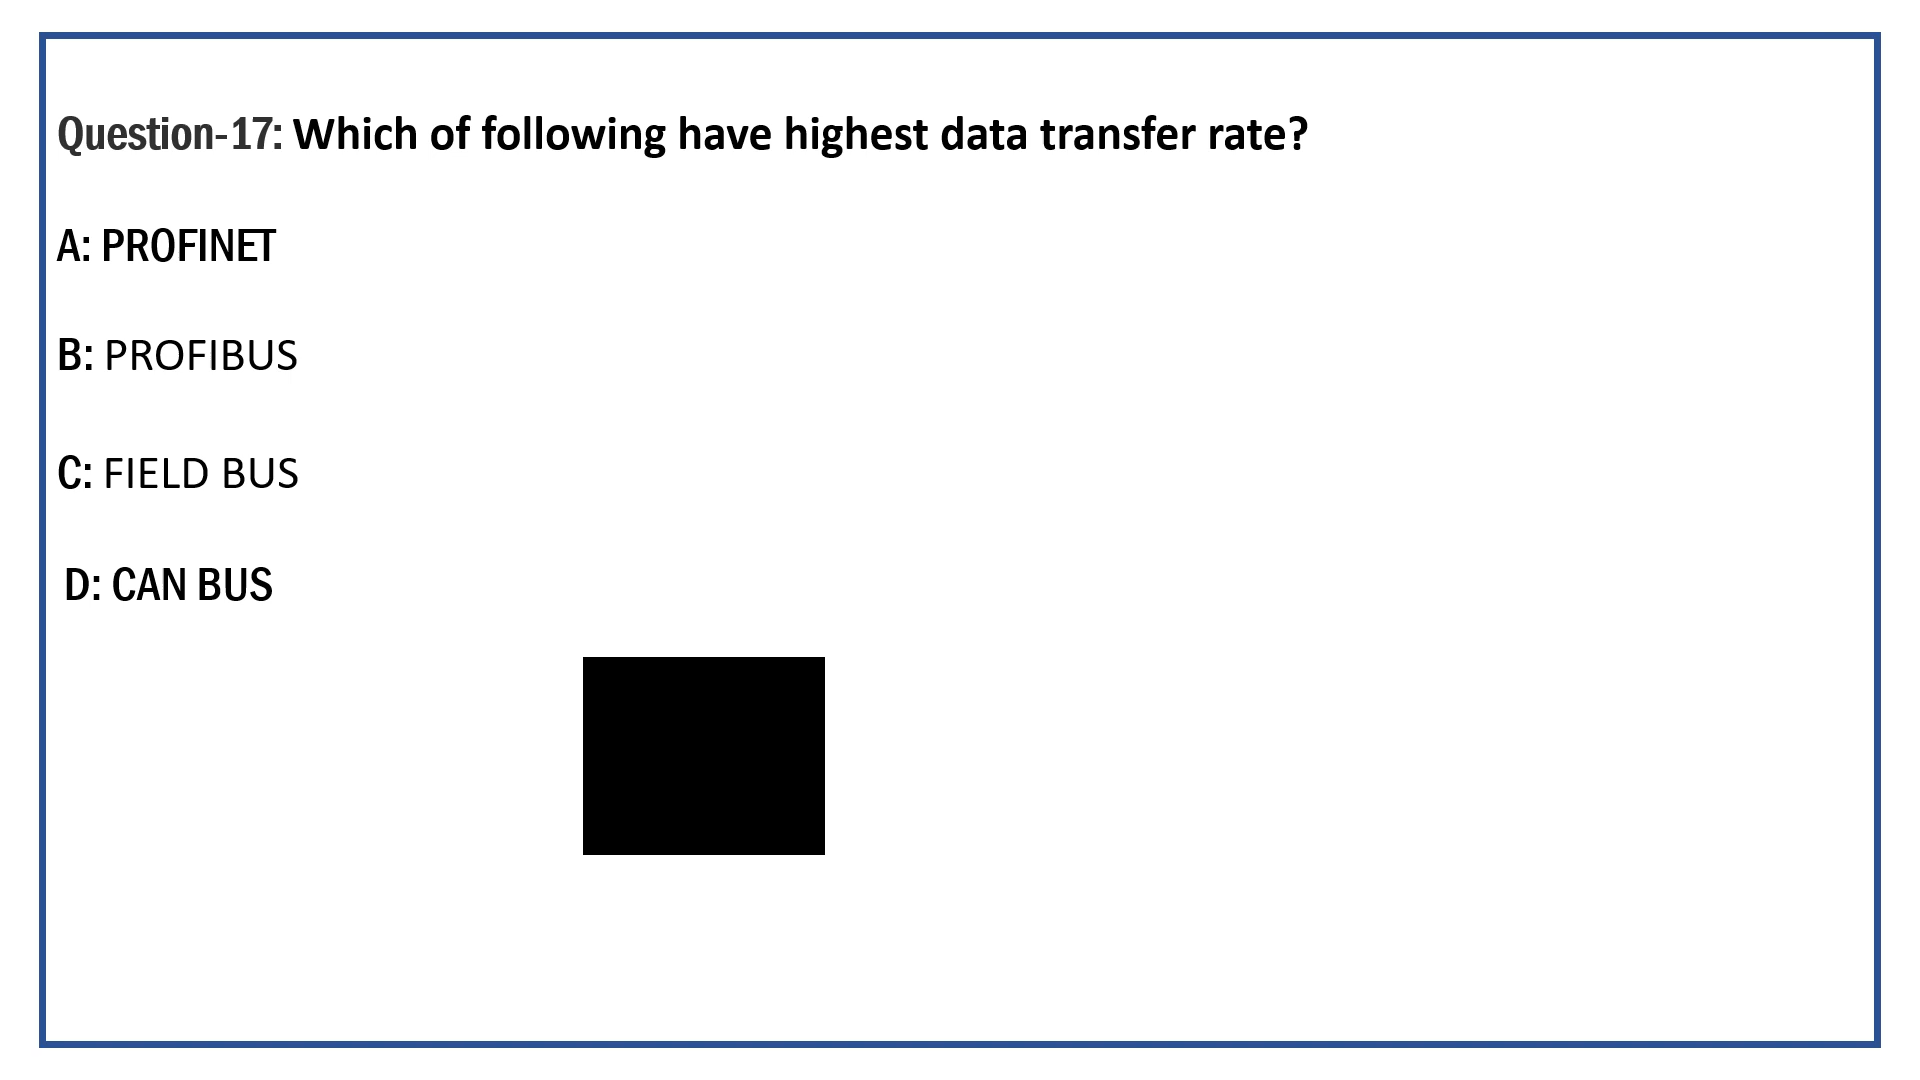 Question-17: Which of following have highest data transfer rate?
A: PROFINET
B: PROFIBUS
C: FIELD BUS
D: CAN BUS